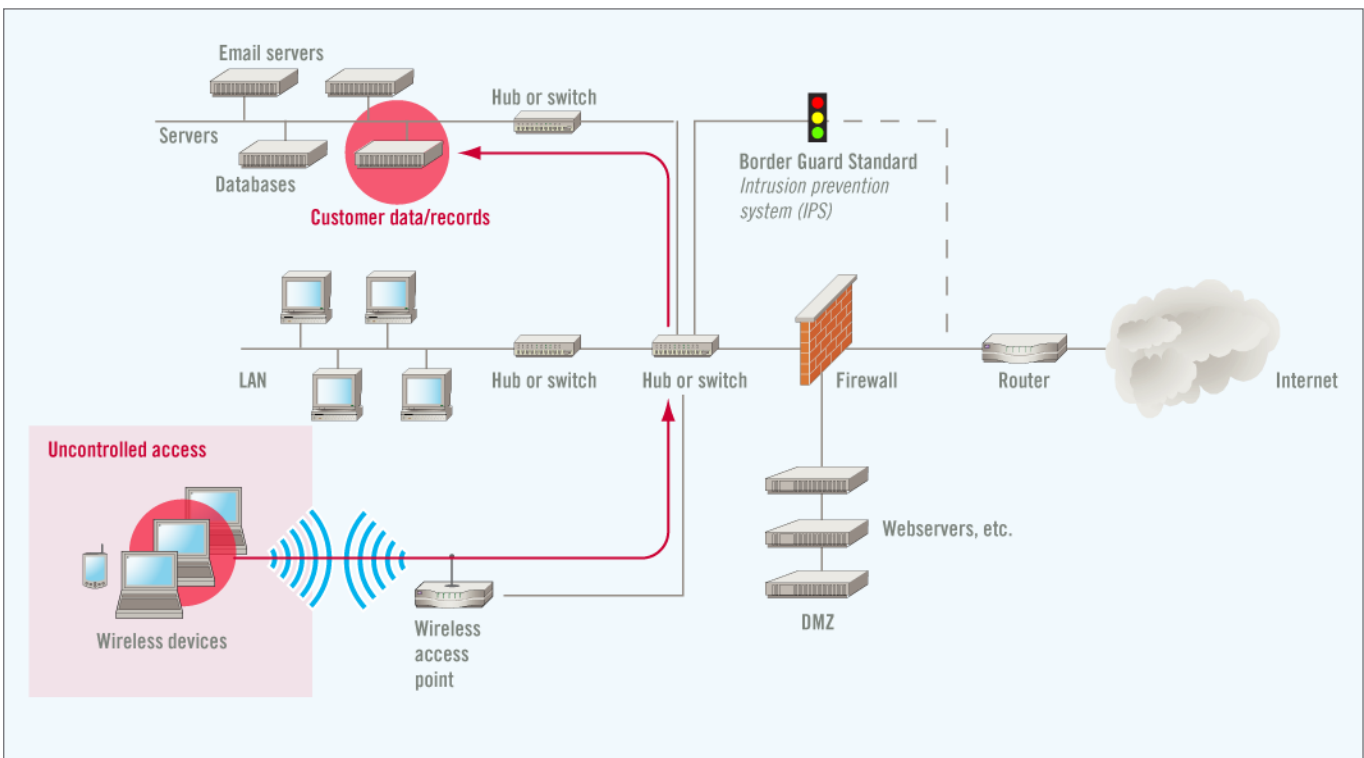 Email servers
Hub or switch
Servers
Databases
Customer data/records
Border Guard Standard
Intrusion prevention
system (IPS)
LAN
Hub or switch
Hub or switch
Firewall
Router
Internet
Uncontrolled access
Wireless devices
Wireless
access
point
Webservers, etc.
DMZ